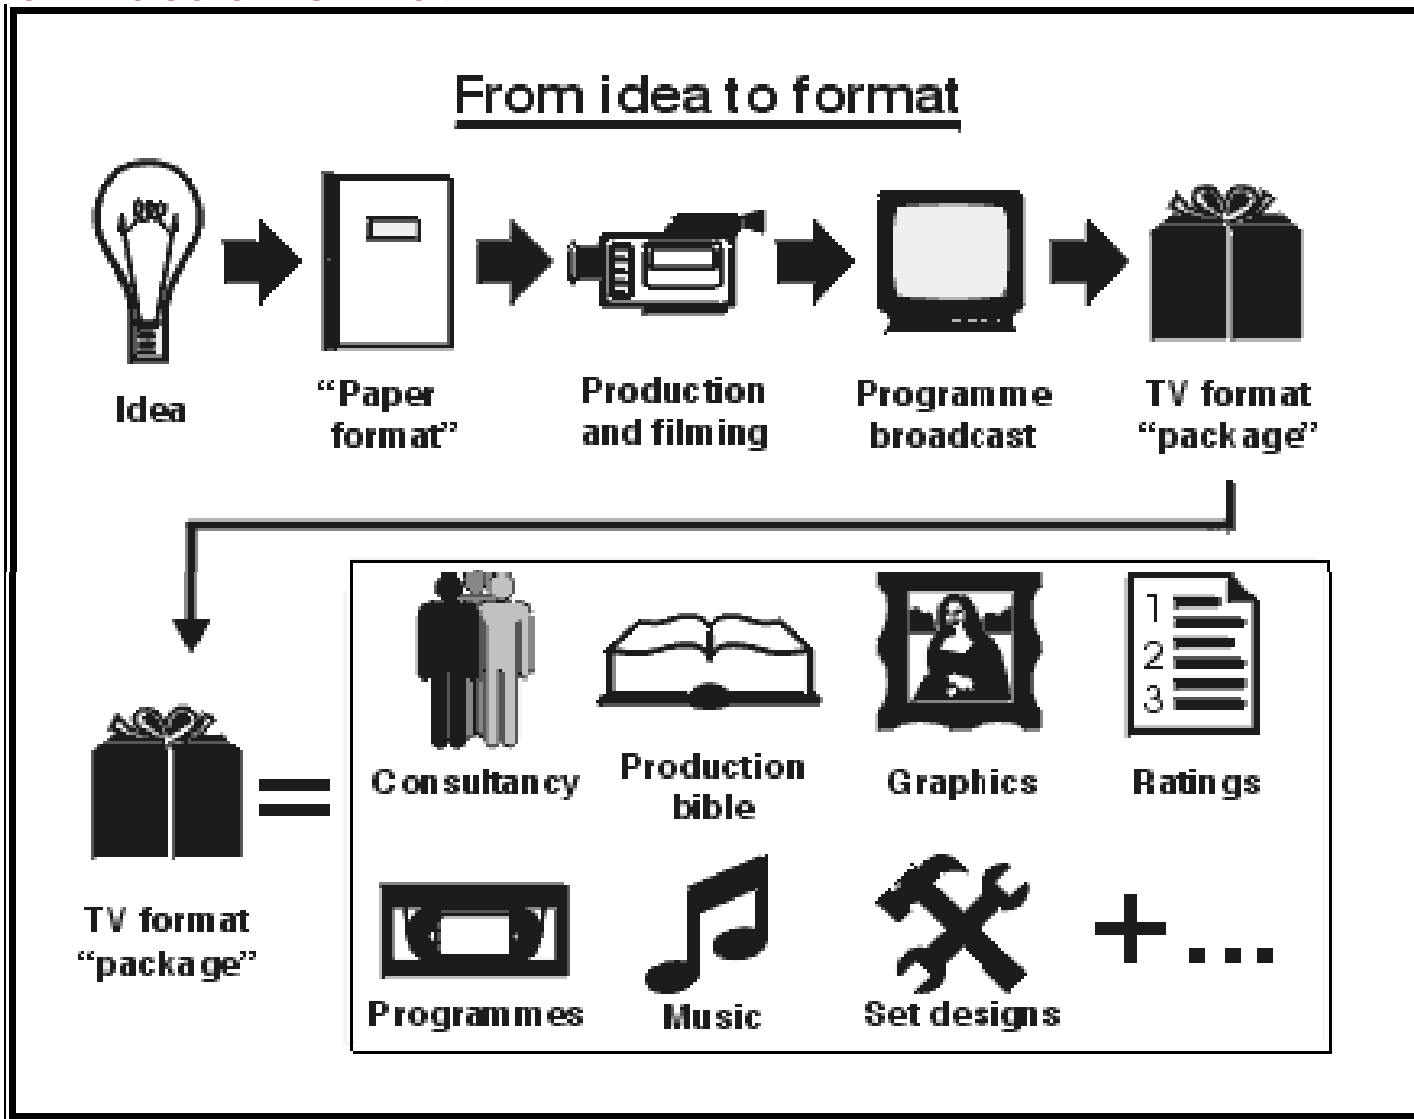 From idea to format
Idea
“Paper
format”
Production
and filming
Programme
broadcast
TV format
“package”
Consultancy
Production
bible
Graphics
1
2
3
Ratings
TV format
“package”
=
Programmes
Music
Set designs
+ ...